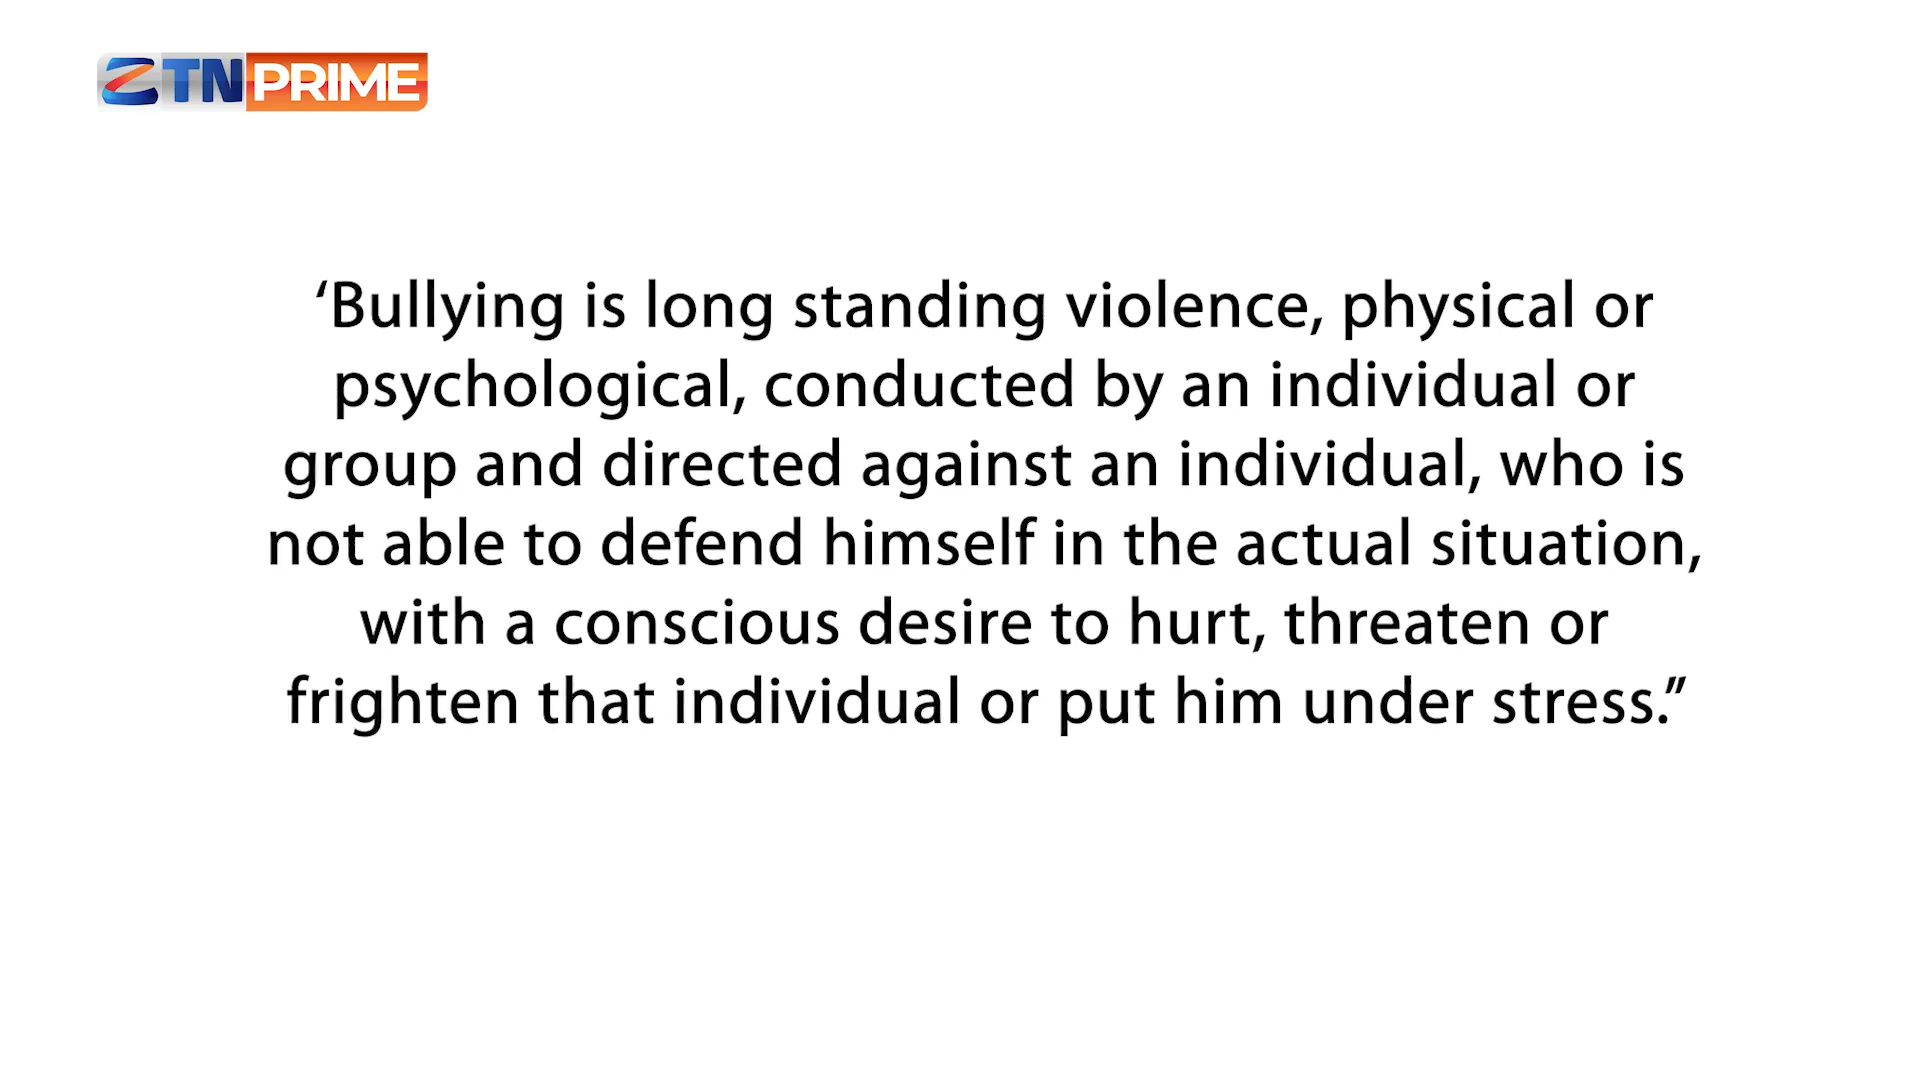 ZTN PRIME
‘Bullying is long standing violence, physical or
psychological, conducted by an individual or
group and directed against an individual, who is
not able to defend himself in the actual situation,
with a conscious desire to hurt, threaten or
frighten that individual or put him under stress.”